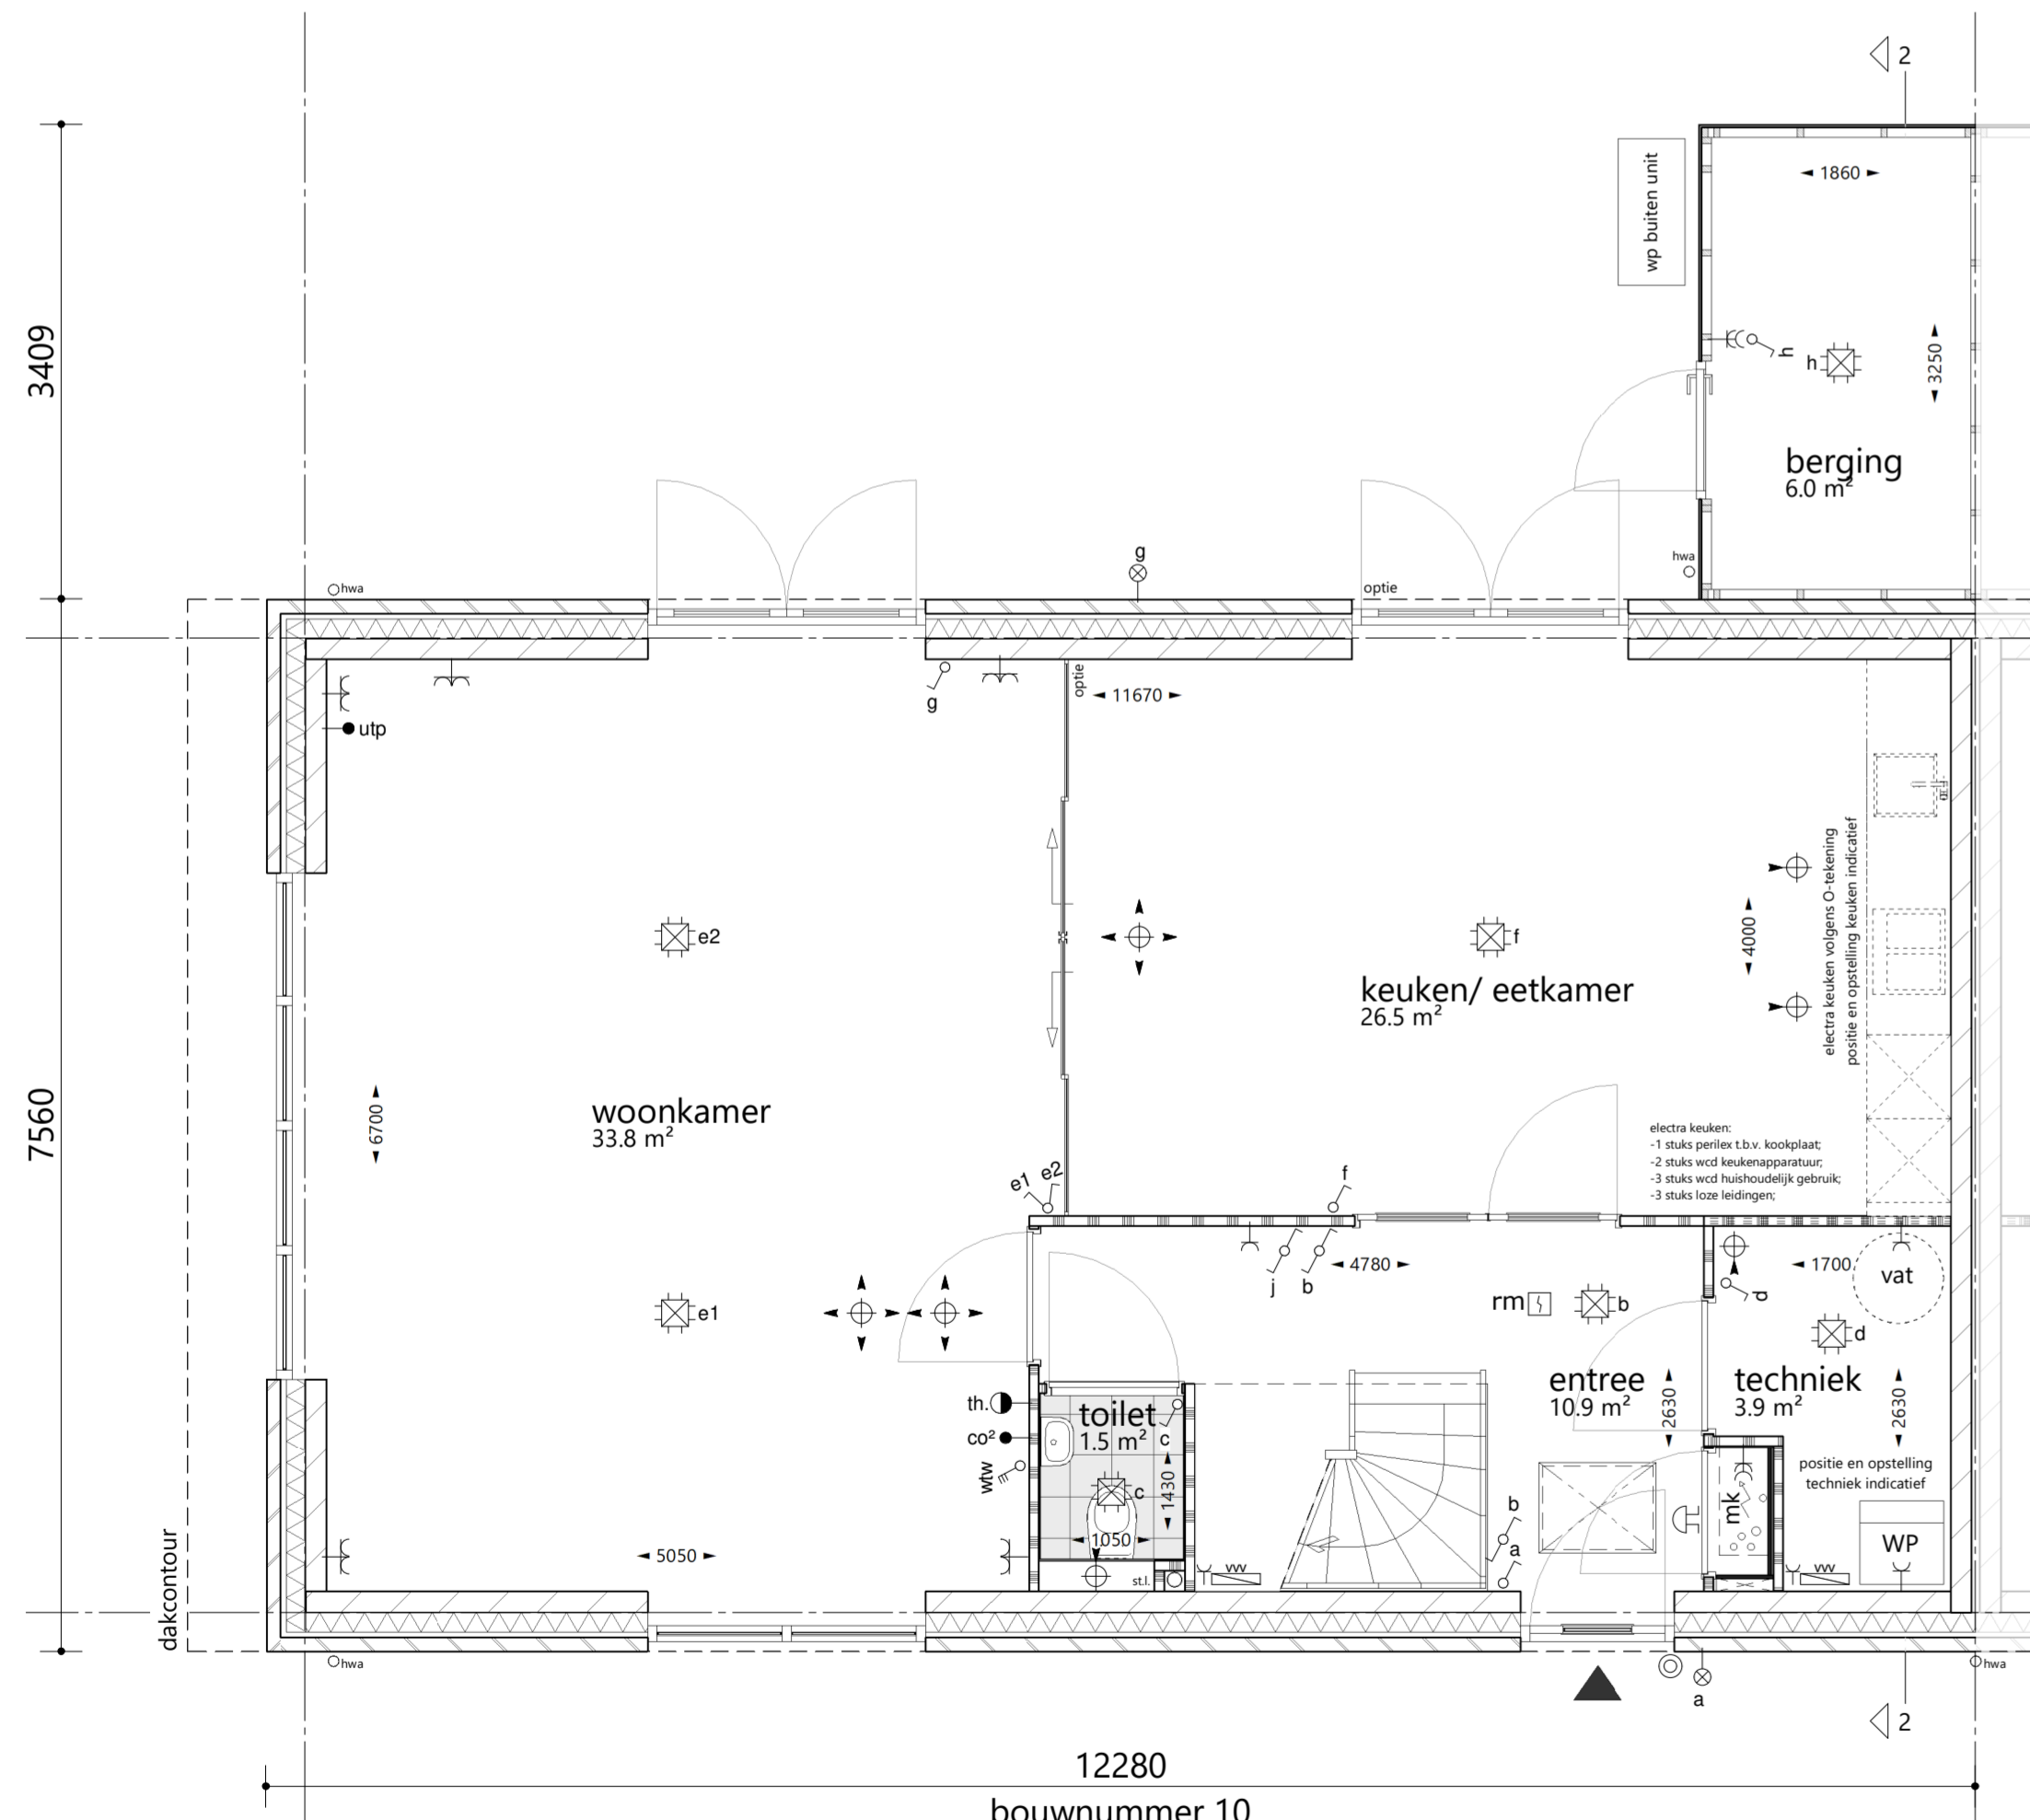 2
3409
wp buiten unit
1860
h
h
3250
berging
6.0 m²
g
hwa
hwa
optie
g
optie
11670
utp
e2
f
keuken/ eetkamer
26.5 m²
4000
electra keuken volgens O-tekening
positie en opstelling keuken indicatief
7560
6700
woonkamer
33.8 m²
electra keuken:
-1 stuks perilex t.b.v. kookplaat;
-2 stuks wcd keukenapparatuur;
-3 stuks wcd huishoudelijk gebruik;
-3 stuks loze leidingen;
e1 e2
f
j
b
4780
1700
vat
d
rm
b
e1
d
entree
10.9 m²
2630
techniek
3.9 m²
2630
th.
toilet
1.5 m²
c
co²
wtw
c
1430
positie en opstelling
techniek indicatief
mk
b
a
WP
1050
5050
st.l.
dakcontour
hwa
hwa
a
2
12280
bouwnummer 10